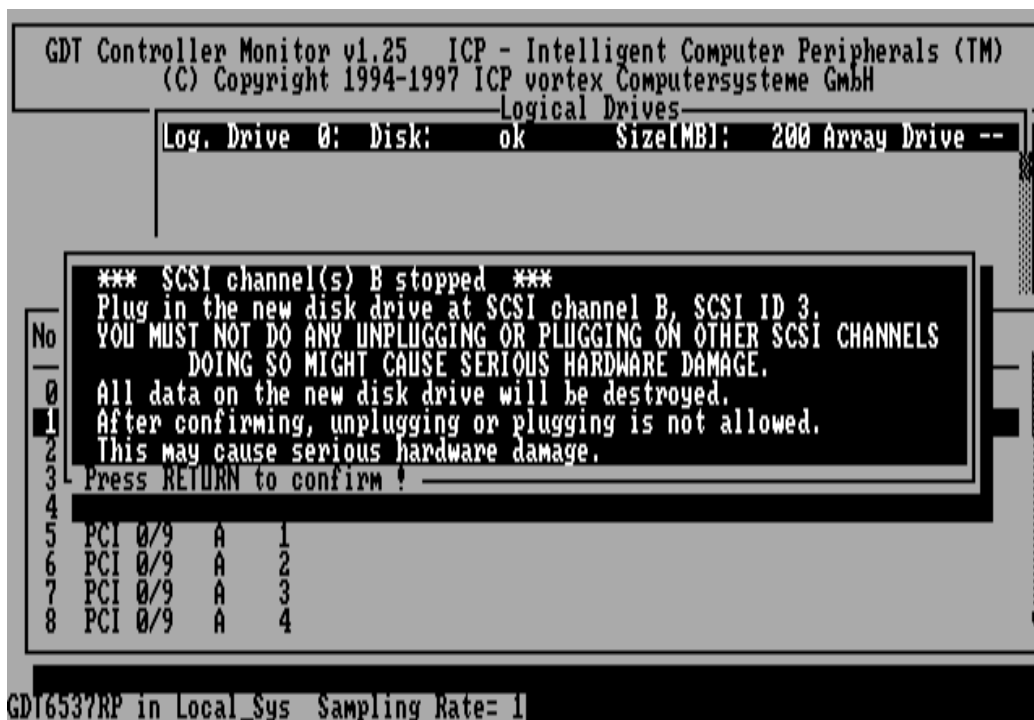 GDT Controller Monitor v1.25 ICP - Intelligent Computer Peripherals (TM)
(C) Copyright 1994-1997 ICP vortex Computersysteme GmbH
Logical Drives
Log. Drive 0: Disk: ok Size[MB]: 200 Array Drive --
*** SCSI channel(s) B stopped ***
Plug in the new disk drive at SCSI channel B, SCSI ID 3.
YOU MUST NOT DO ANY UNPLUGGING OR PLUGGING ON OTHER SCSI CHANNELS
DOING SO MIGHT CAUSE SERIOUS HARDWARE DAMAGE.
All data on the new disk drive will be destroyed.
After confirming, unplugging or plugging is not allowed.
This may cause serious hardware damage.
Press RETURN to confirm !
No
0
1
2
3
4
5 PCI 0/9 A 1
6 PCI 0/9 A 2
7 PCI 0/9 A 3
8 PCI 0/9 A 4
GDT6537RP in Local_Sys Sampling Rate= 1